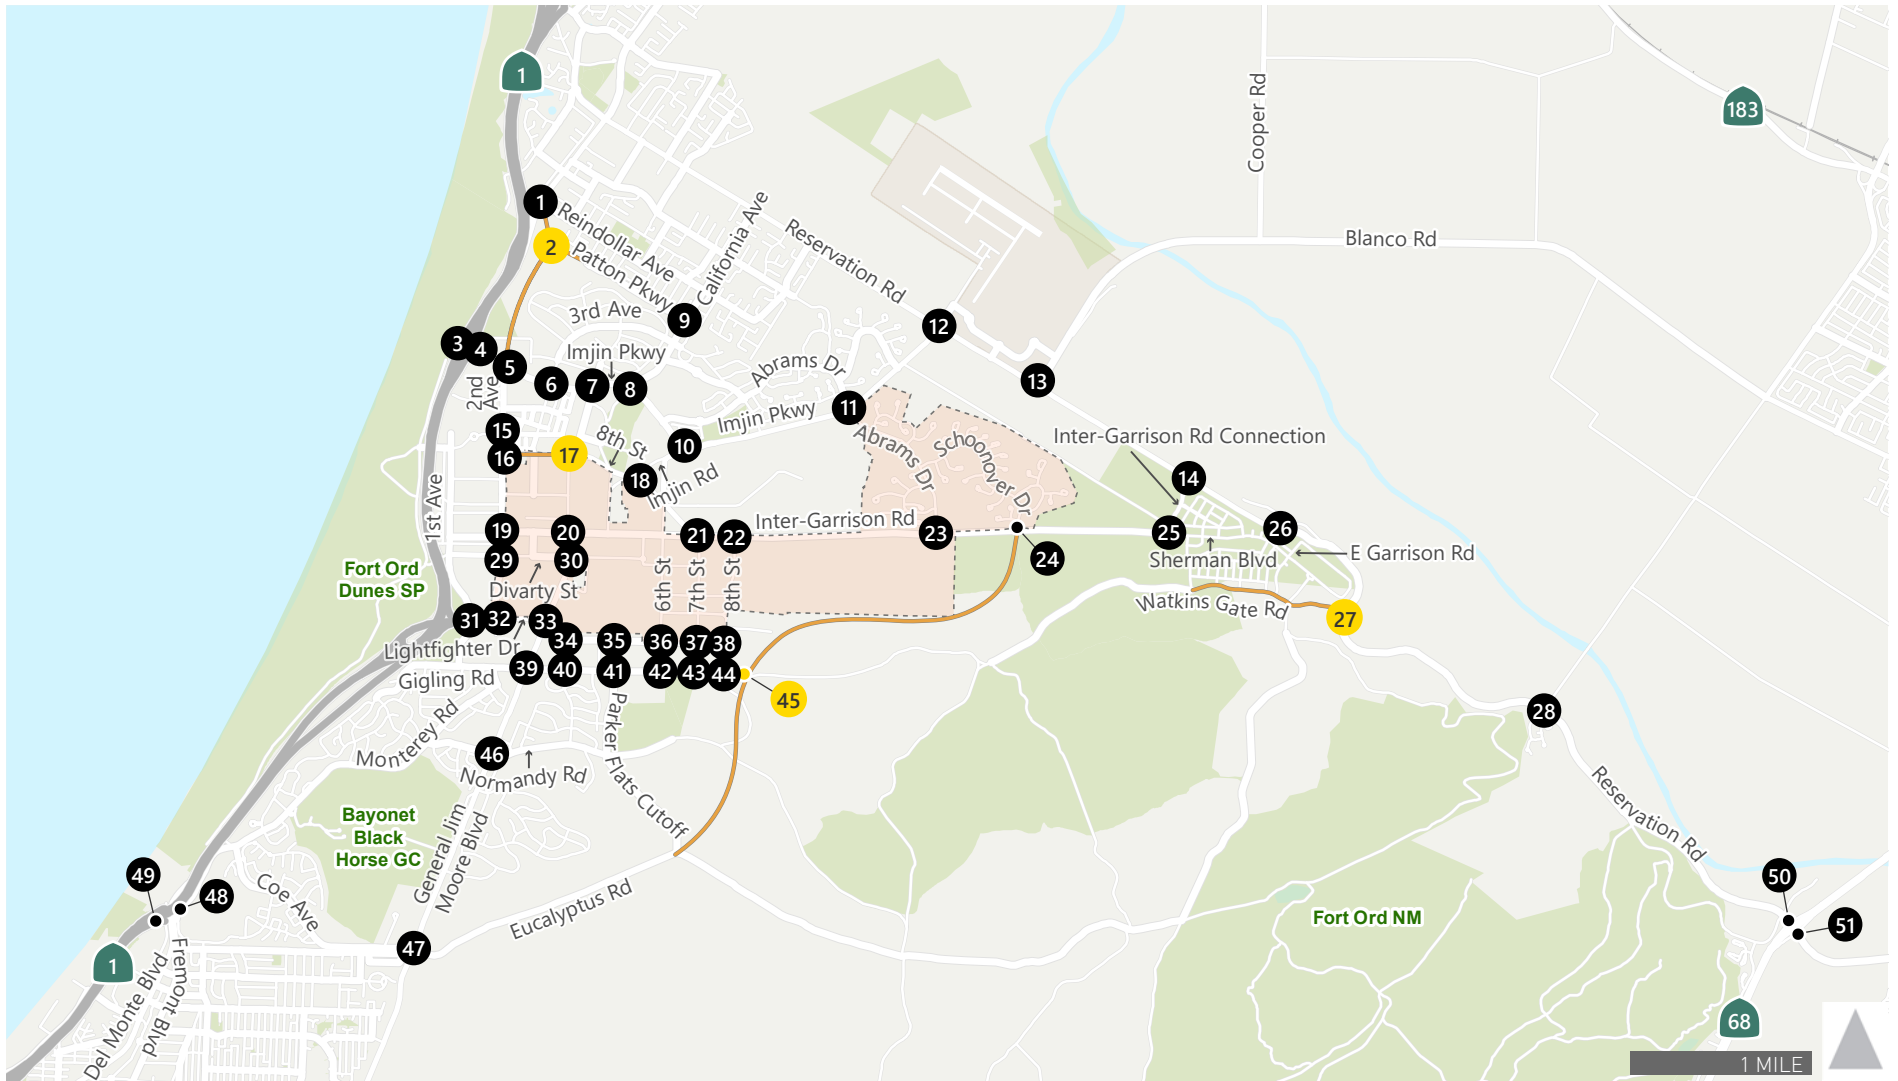 1
183
Cooper Rd
1
Reindollar Ave
California Ave
Reservation Rd
Blanco Rd
2
Patton Pkwy
3rd Ave
9
12
3
4
5
Imjin Pkwy
Abrams Dr
13
2nd
Ave
6
7
8
11
Imjin Pkwy
15
16
17
8th St
10
18
Imjin Rd
Abrams Dr
Schoonover Dr
Inter-Garrison Rd Connection
14
1st Ave
19
20
21
22
Inter-Garrison Rd
23
24
25
26
Sherman Blvd
E Garrison Rd
29
30
Divarty St
6th St
7th St
8th St
Fort Ord
Dunes SP
Watkins Gate Rd
27
31
32
33
34
35
36
37
38
Lightfighter Dr
39
40
41
42
43
44
45
Gigling Rd
Monterey Rd
Parker Flats Cutoff
28
46
Normandy Rd
Reservation Rd
Bayonet
Black
Horse GC
General Jim
Moore Blvd
49
48
Coe Ave
Eucalyptus Rd
Fort Ord NM
50
51
47
1
Del Monte Blvd
Fremont Blvd
68
1 MILE